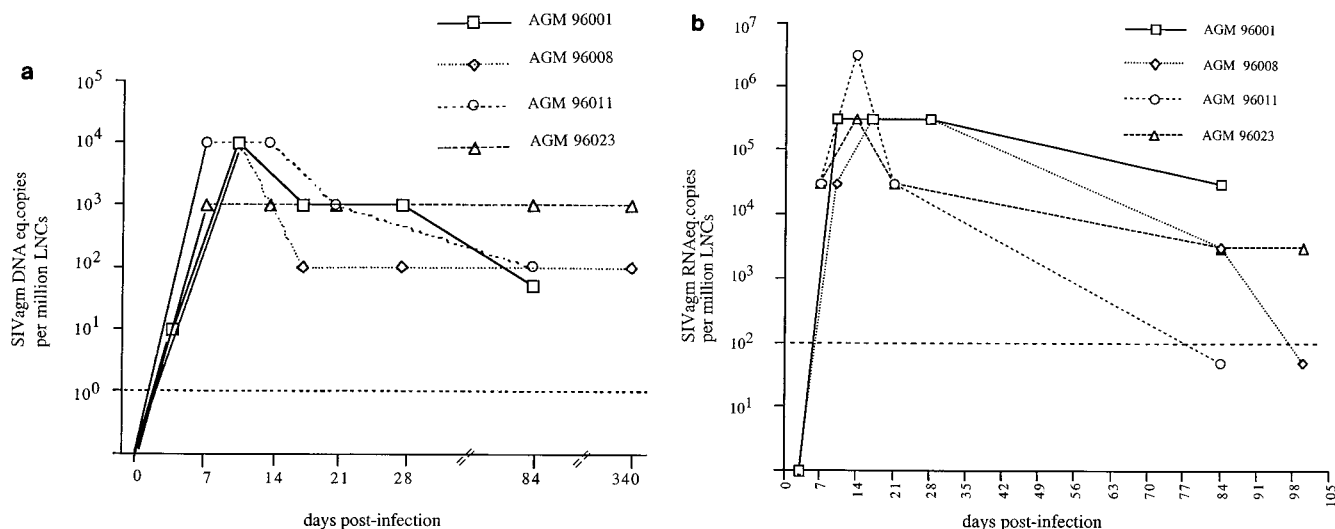 a
AGM 96001
AGM 96008
AGM 96011
AGM 96023
SIVagm DNA eq.copies
per million LNCs
10^5
10^4
10^3
10^2
10^1
10^0
0 7 14 21 28 84 340
days post-infection
b
AGM 96001
AGM 96008
AGM 96011
AGM 96023
SIVagm RNAeq.copies
per million LNCs
10^7
10^6
10^5
10^4
10^3
10^2
10^1
0 7 14 21 28 35 42 49 56 63 70 77 84 91 98 105
days post-infection